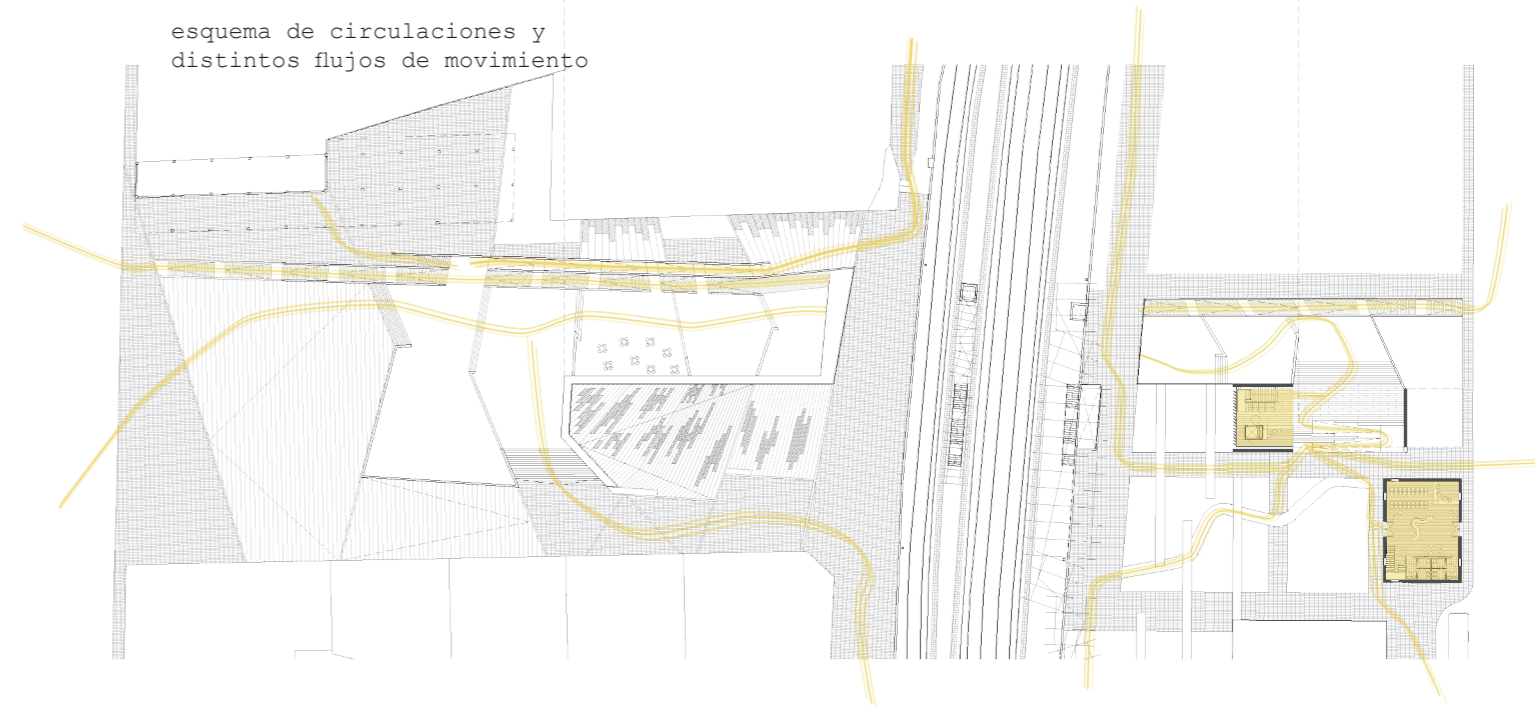 esquema de circulaciones y
distintos flujos de movimiento